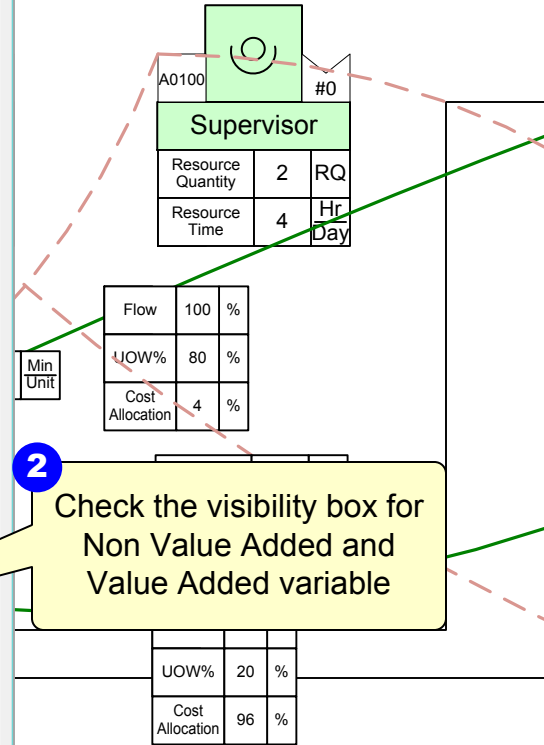 A0100
#0
Supervisor
Resource
Quantity
2
RQ
Resource
Time
4
Hr
Day
Flow
100
%
UOW%
80
%
Cost
Allocation
4
%
Min
Unit
2
Check the visibility box for
Non Value Added and
Value Added variable
UOW%
20
%
Cost
Allocation
96
%